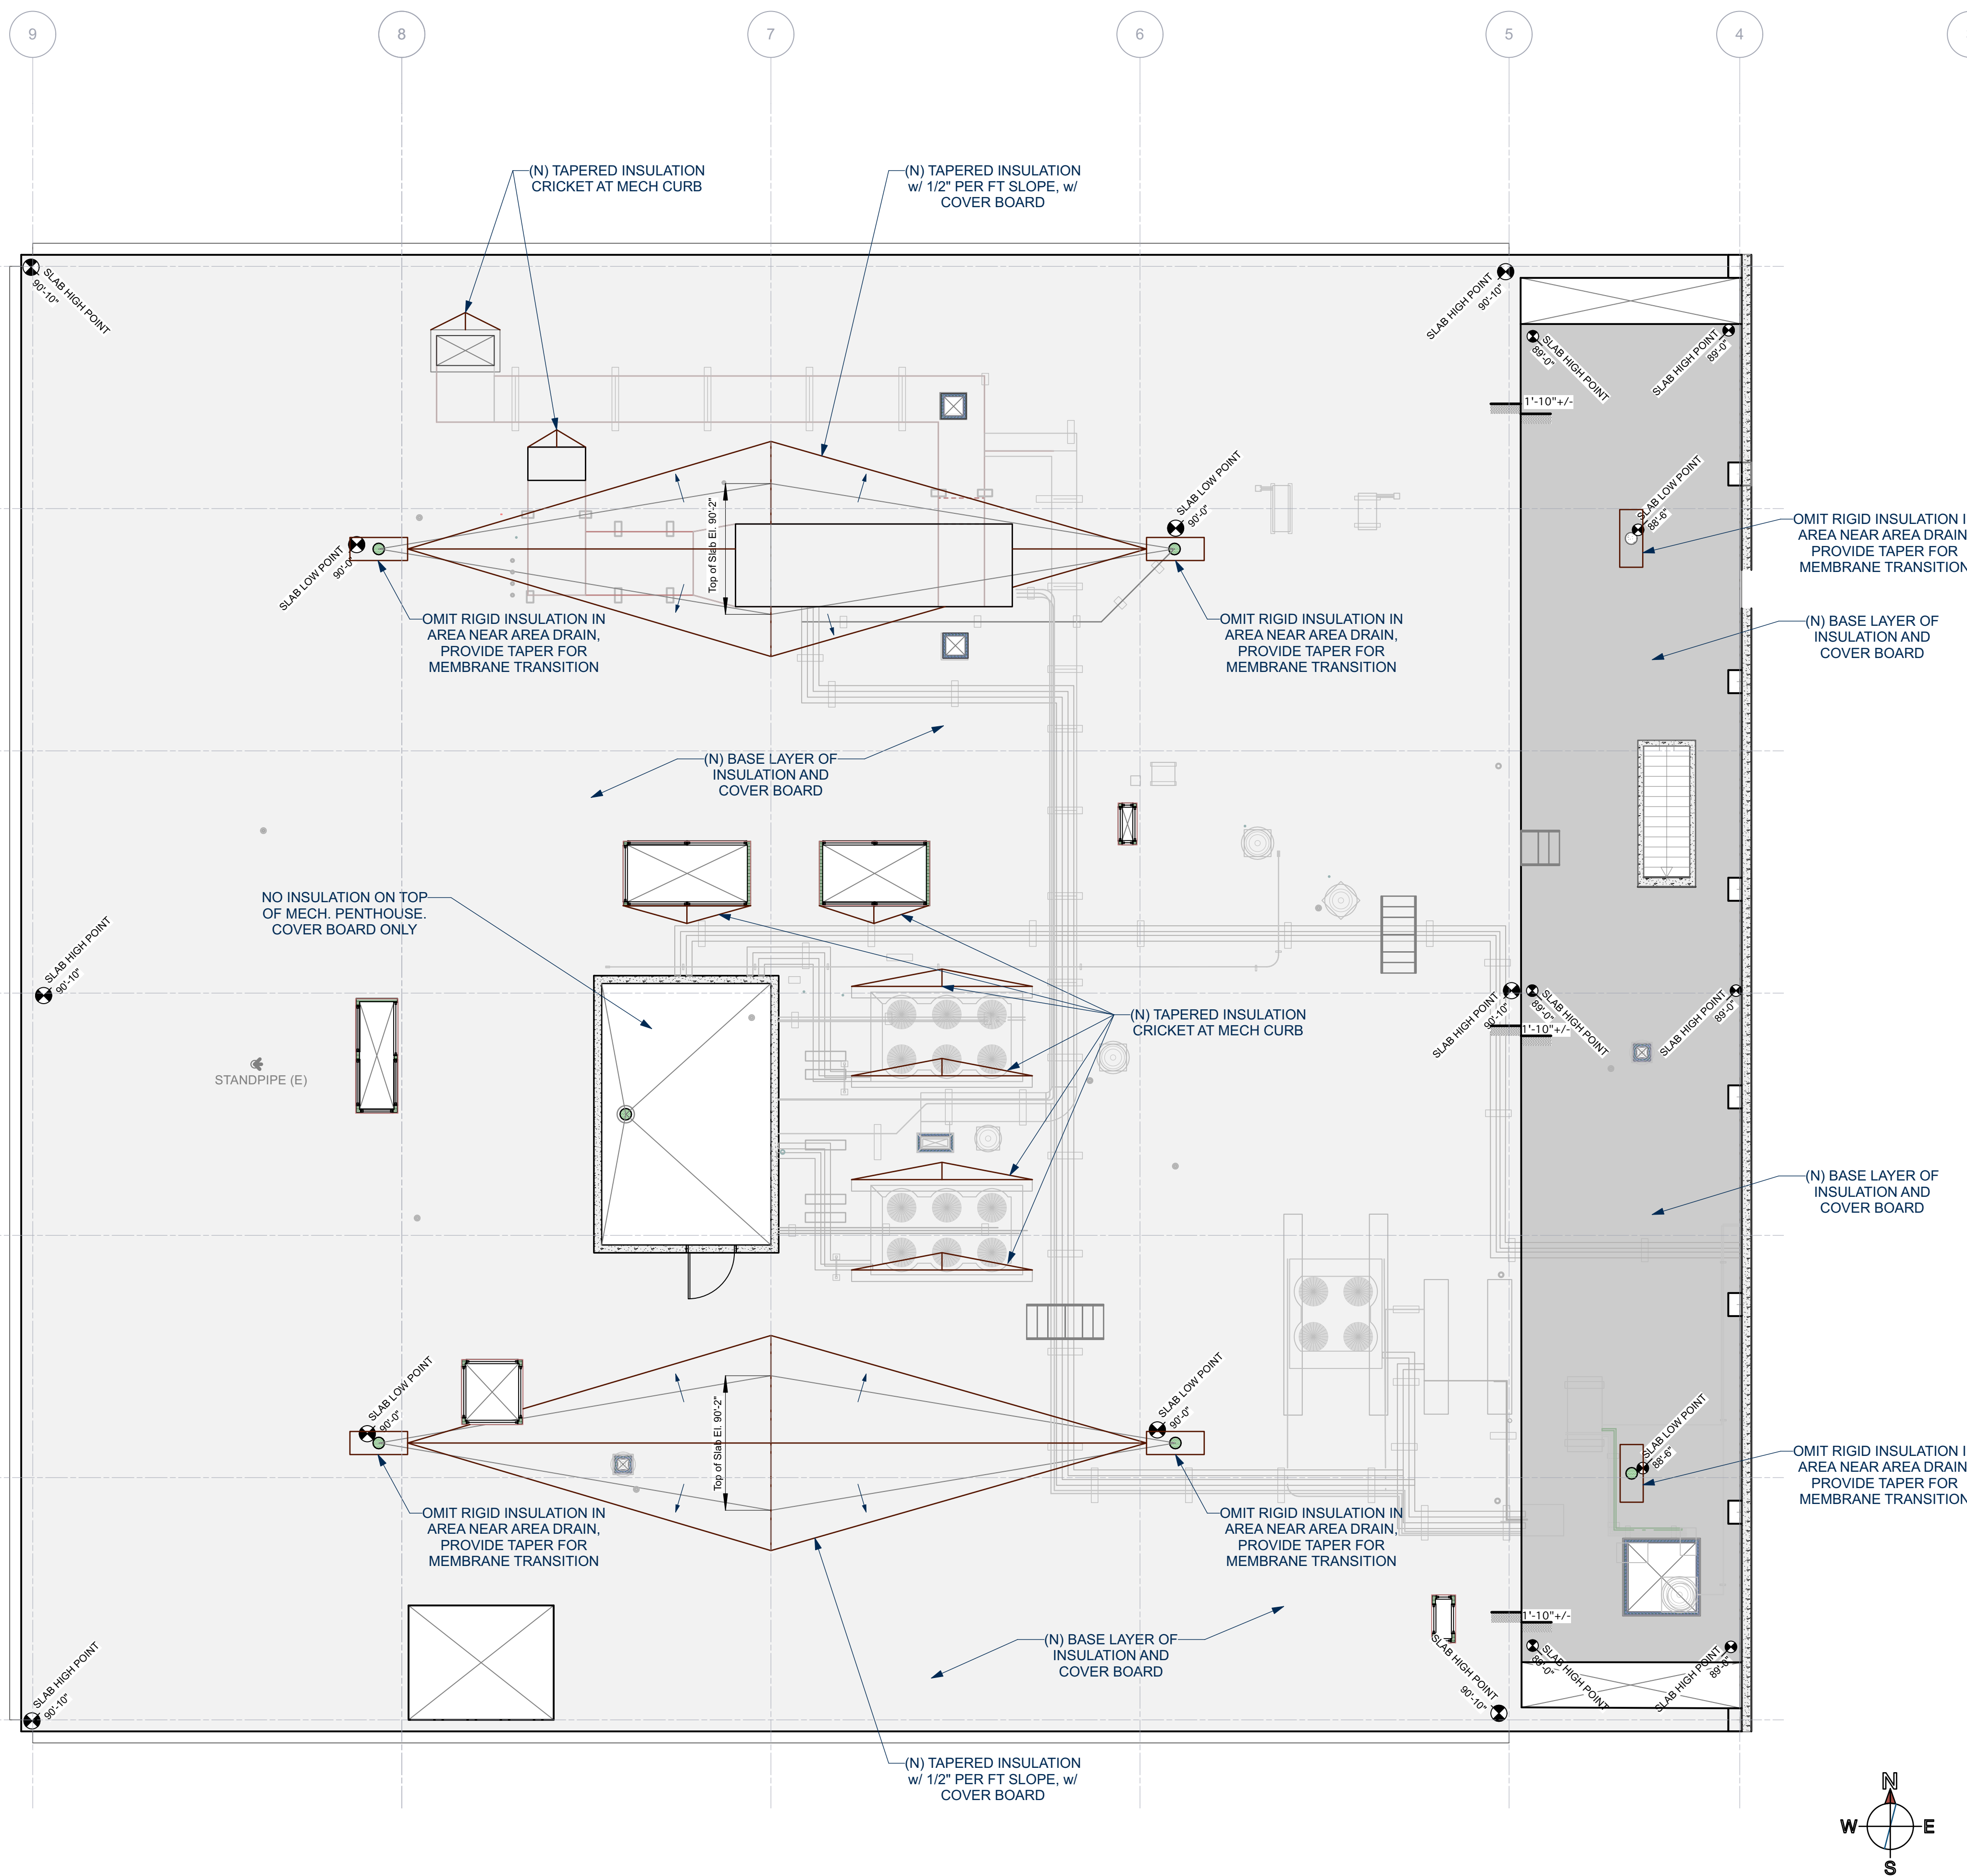 9
8
7
6
5
4
(N) TAPERED INSULATION
CRICKET AT MECH CURB
(N) TAPERED INSULATION
w/ 1/2" PER FT SLOPE, w/
COVER BOARD
SLAB HIGH POINT
90'-10"
SLAB HIGH POINT
90'-10"
SLAB HIGH POINT
89'-0"
SLAB HIGH POINT
89'-0"
1'-10"+/-
SLAB LOW POINT
90'-0"
Top of Slab El. 90'-2"
SLAB LOW POINT
90'-0"
SLAB LOW POINT
88'-6"
OMIT RIGID INSULATION I
AREA NEAR AREA DRAIN
PROVIDE TAPER FOR
MEMBRANE TRANSITION
OMIT RIGID INSULATION IN
AREA NEAR AREA DRAIN,
PROVIDE TAPER FOR
MEMBRANE TRANSITION
OMIT RIGID INSULATION IN
AREA NEAR AREA DRAIN,
PROVIDE TAPER FOR
MEMBRANE TRANSITION
(N) BASE LAYER OF
INSULATION AND
COVER BOARD
(N) BASE LAYER OF
INSULATION AND
COVER BOARD
NO INSULATION ON TOP
OF MECH. PENTHOUSE.
COVER BOARD ONLY
SLAB HIGH POINT
90'-10"
(N) TAPERED INSULATION
CRICKET AT MECH CURB
SLAB HIGH POINT
90'-10"
SLAB HIGH POINT
89'-0"
SLAB HIGH POINT
89'-0"
1'-10"+/-
STANDPIPE (E)
(N) BASE LAYER OF
INSULATION AND
COVER BOARD
SLAB LOW POINT
90'-0"
Top of Slab El. 90'-2"
SLAB LOW POINT
90'-0"
SLAB LOW POINT
88'-6"
OMIT RIGID INSULATION I
AREA NEAR AREA DRAIN
PROVIDE TAPER FOR
MEMBRANE TRANSITION
OMIT RIGID INSULATION IN
AREA NEAR AREA DRAIN,
PROVIDE TAPER FOR
MEMBRANE TRANSITION
OMIT RIGID INSULATION IN
AREA NEAR AREA DRAIN,
PROVIDE TAPER FOR
MEMBRANE TRANSITION
1'-10"+/-
(N) BASE LAYER OF
INSULATION AND
COVER BOARD
SLAB HIGH POINT
90'-10"
SLAB HIGH POINT
90'-10"
SLAB HIGH POINT
89'-0"
SLAB HIGH POINT
89'-0"
(N) TAPERED INSULATION
w/ 1/2" PER FT SLOPE, w/
COVER BOARD
N
W
E
S